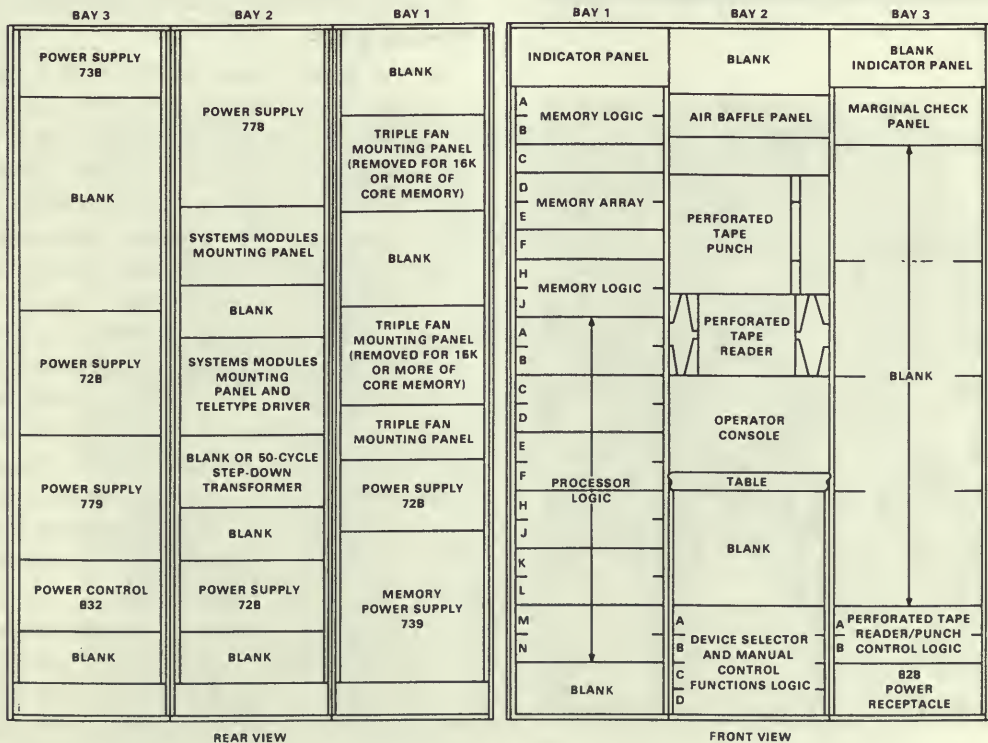 BAY 3
BAY 2
BAY 1
POWER SUPPLY
738
BLANK
POWER SUPPLY
728
POWER SUPPLY
779
POWER CONTROL
832
BLANK
POWER SUPPLY
778
SYSTEMS MODULES
MOUNTING PANEL
BLANK
SYSTEMS MODULES
MOUNTING
PANEL AND
TELETYPE DRIVER
BLANK OR 50-CYCLE
STEP-DOWN
TRANSFORMER
BLANK
POWER SUPPLY
728
BLANK
BLANK
TRIPLE FAN
MOUNTING PANEL
(REMOVED FOR 16K
OR MORE OF
CORE MEMORY)
BLANK
TRIPLE FAN
MOUNTING PANEL
(REMOVED FOR 16K
OR MORE OF
CORE MEMORY)
TRIPLE FAN
MOUNTING PANEL
POWER SUPPLY
728
MEMORY
POWER SUPPLY
739
REAR VIEW
BAY 1
BAY 2
BAY 3
INDICATOR PANEL
A
MEMORY LOGIC
B
C
D
MEMORY ARRAY
E
F
H
MEMORY LOGIC
J
A
B
C
D
E
F
PROCESSOR
LOGIC
H
J
K
L
M
N
BLANK
BLANK
AIR BAFFLE PANEL
PERFORATED
TAPE
PUNCH
PERFORATED
TAPE
READER
OPERATOR
CONSOLE
TABLE
BLANK
A
B
C
D
DEVICE SELECTOR
AND MANUAL
CONTROL
FUNCTIONS LOGIC
BLANK
INDICATOR PANEL
MARGINAL CHECK
PANEL
BLANK
A
B
PERFORATED TAPE
READER/PUNCH
CONTROL LOGIC
828
POWER
RECEPTACLE
FRONT VIEW